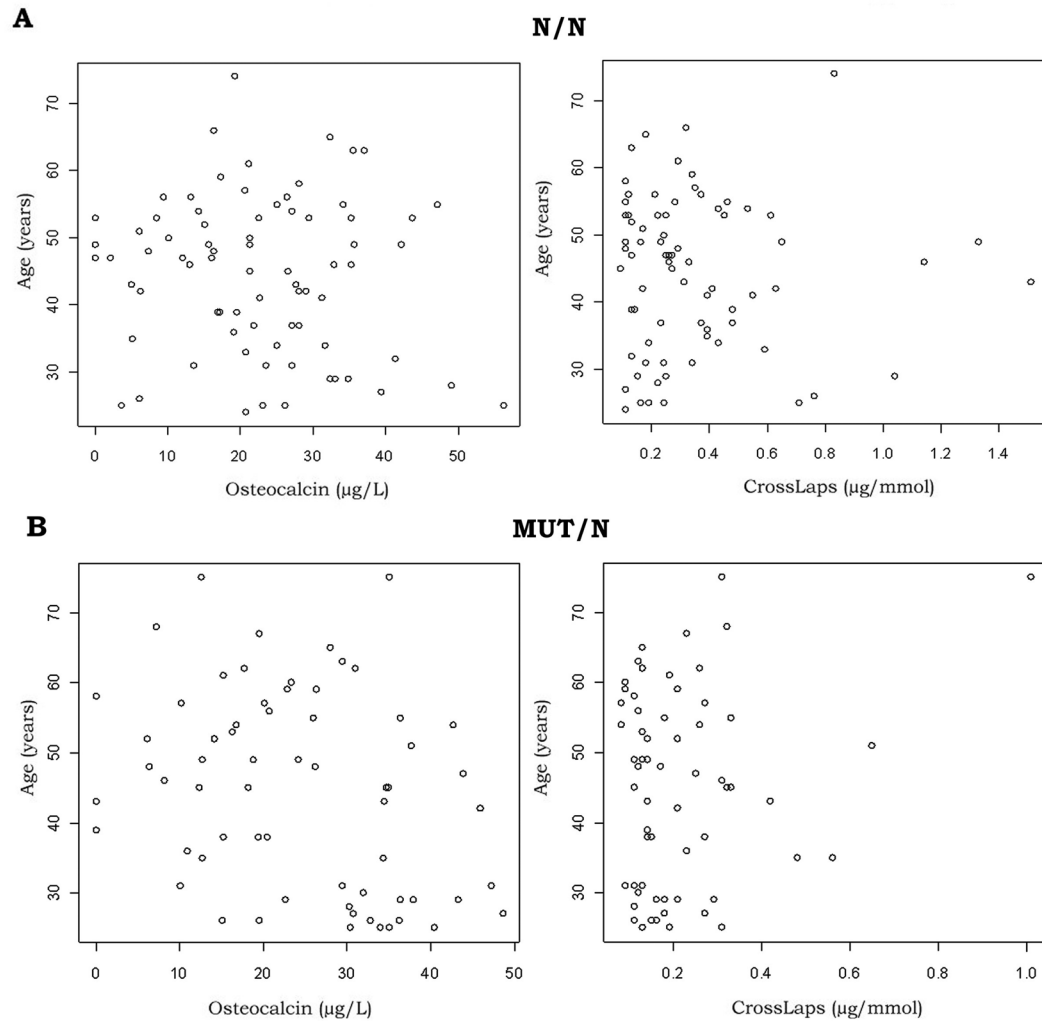 A
N/N
Age (years)
70
60
50
40
30
0 10 20 30 40 50
Osteocalcin (µg/L)
Age (years)
70
60
50
40
30
0.2 0.4 0.6 0.8 1.0 1.2 1.4
CrossLaps (µg/mmol)
B
MUT/N
Age (years)
70
60
50
40
30
0 10 20 30 40 50
Osteocalcin (µg/L)
Age (years)
70
60
50
40
30
0.2 0.4 0.6 0.8 1.0
CrossLaps (µg/mmol)